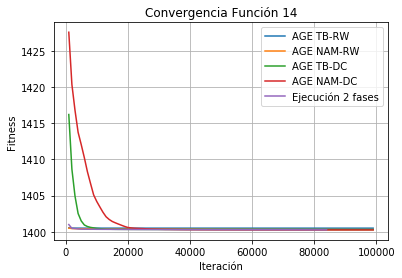 Convergencia Función 14
1425
1420
1415
1410
1405
1400
Fitness
AGE TB-RW
AGE NAM-RW
AGE TB-DC
AGE NAM-DC
Ejecución 2 fases
0
20000
40000
60000
80000
100000
Iteración